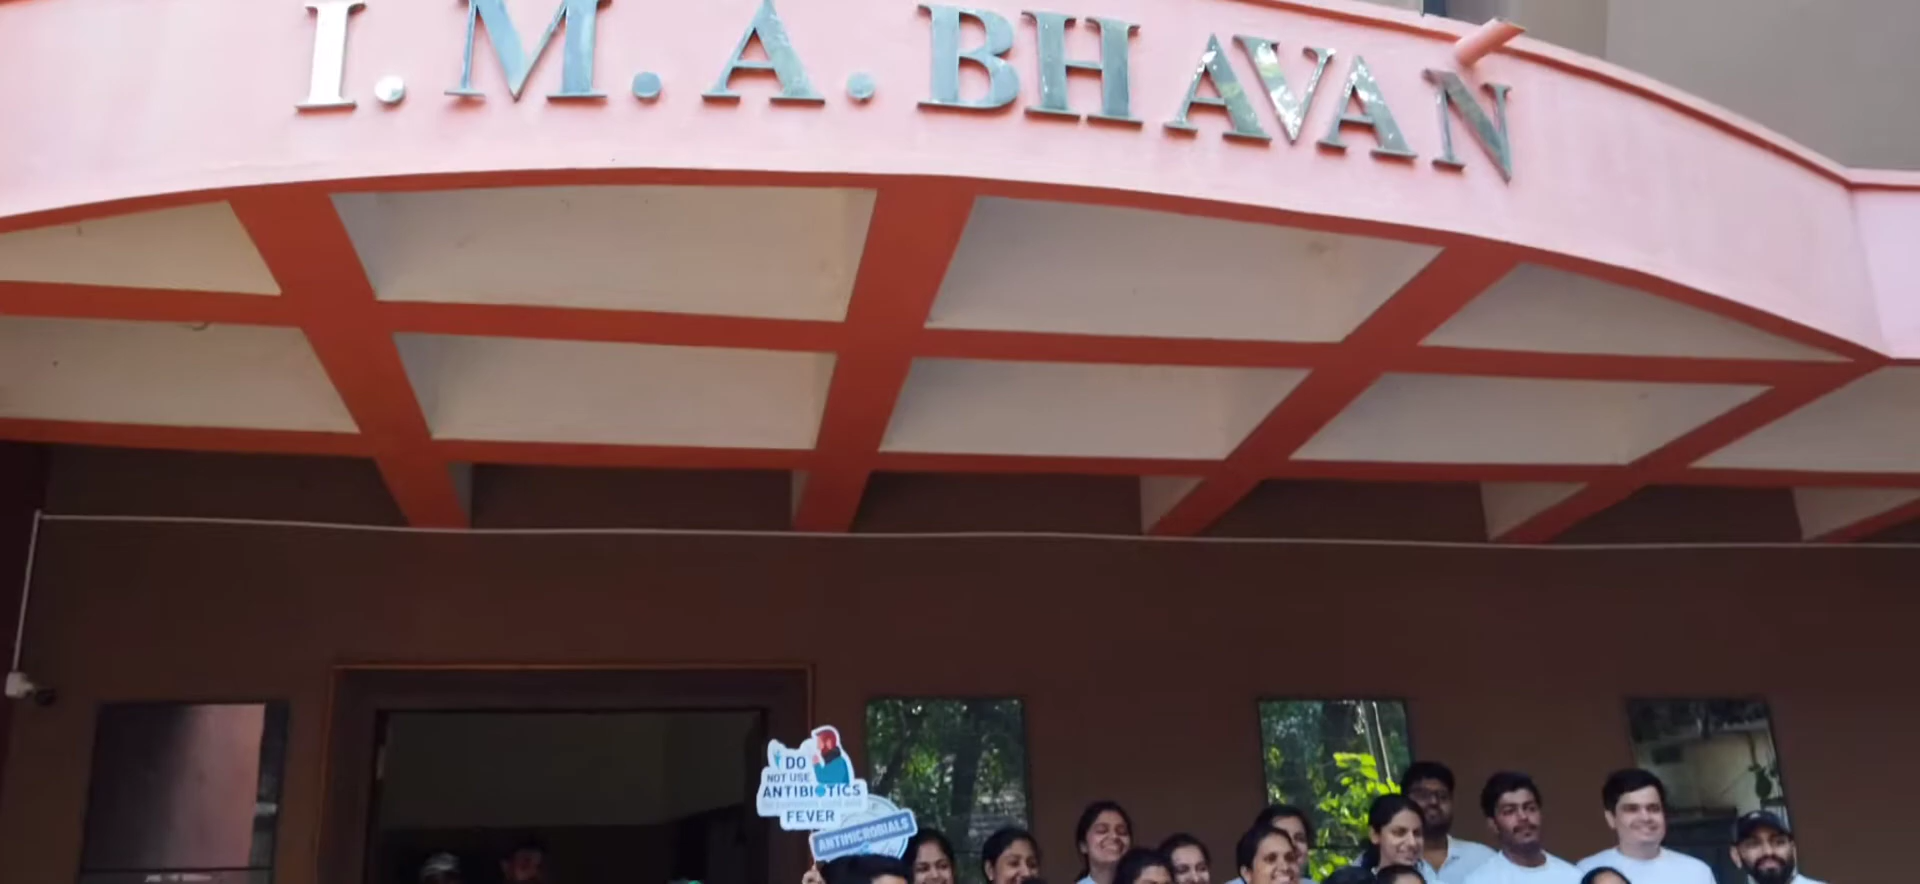 I.M.A.BHAVAN
DO
NOT USE
ANTIBIOTICS
FEVER
ANTIMICROBIALS